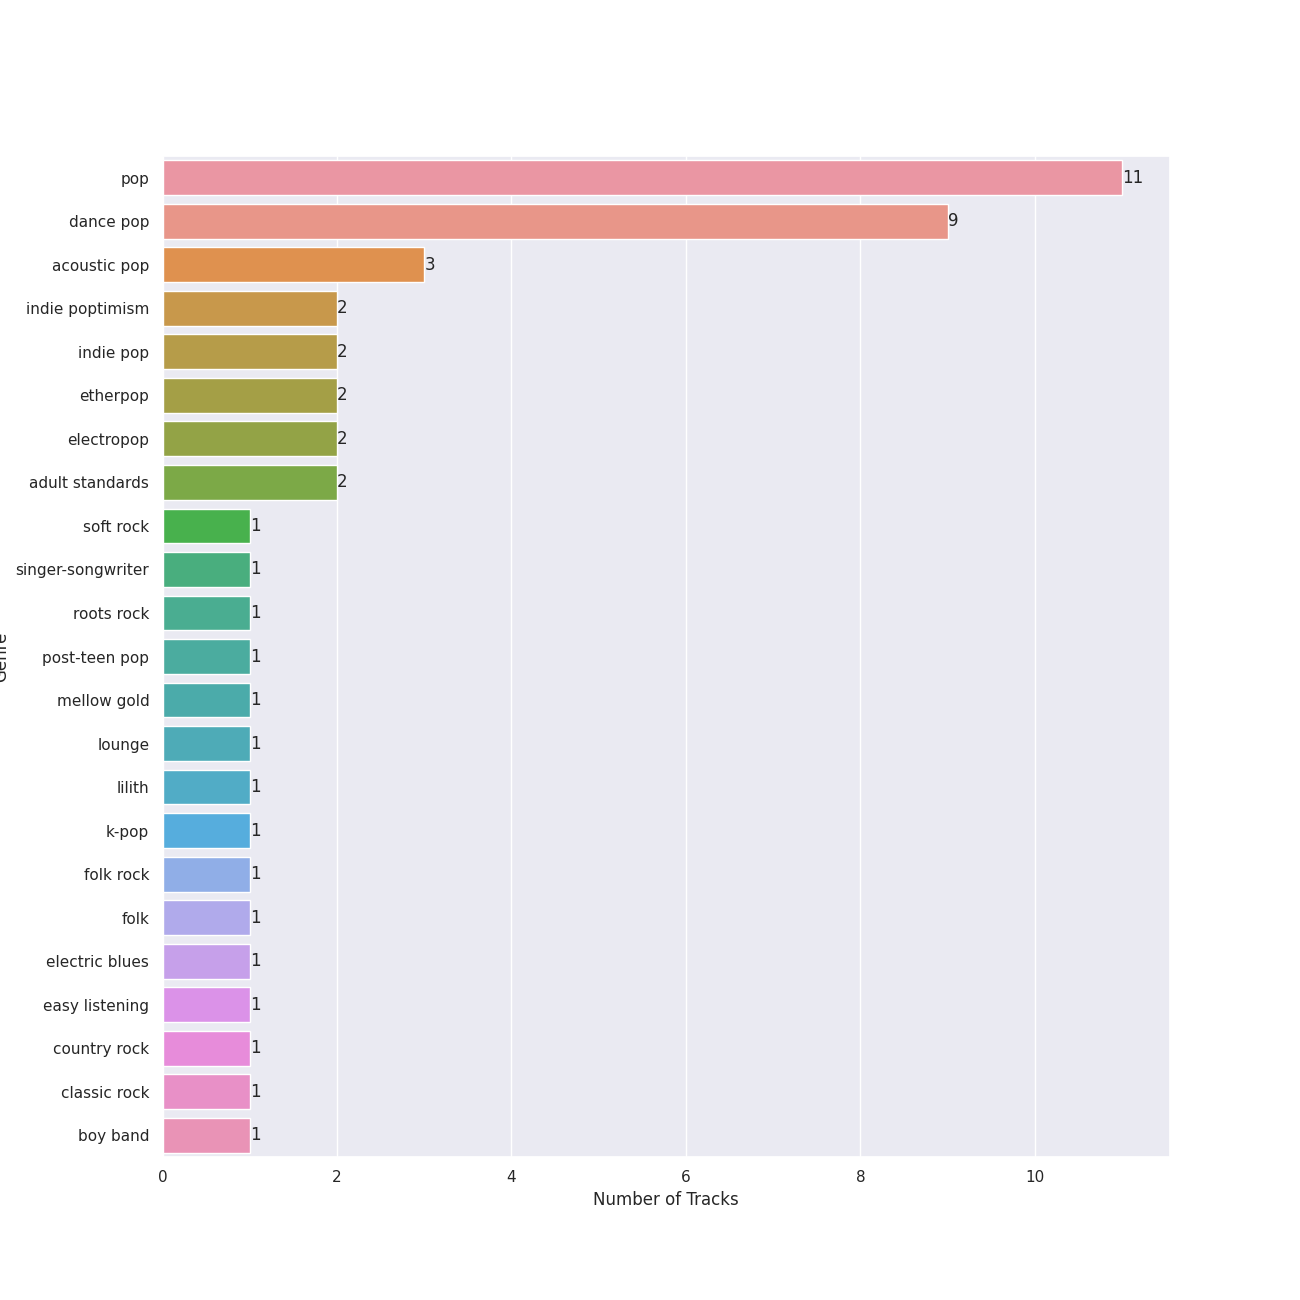 pop 11
dance pop 9
acoustic pop 3
indie poptimism 2
indie pop 2
etherpop 2
electropop 2
adult standards 2
soft rock 1
singer-songwriter 1
roots rock 1
post-teen pop 1
mellow gold 1
lounge 1
lilith 1
k-pop 1
folk rock 1
folk 1
electric blues 1
easy listening 1
country rock 1
classic rock 1
boy band 1
Genre
0 2 4 6 8 10
Number of Tracks